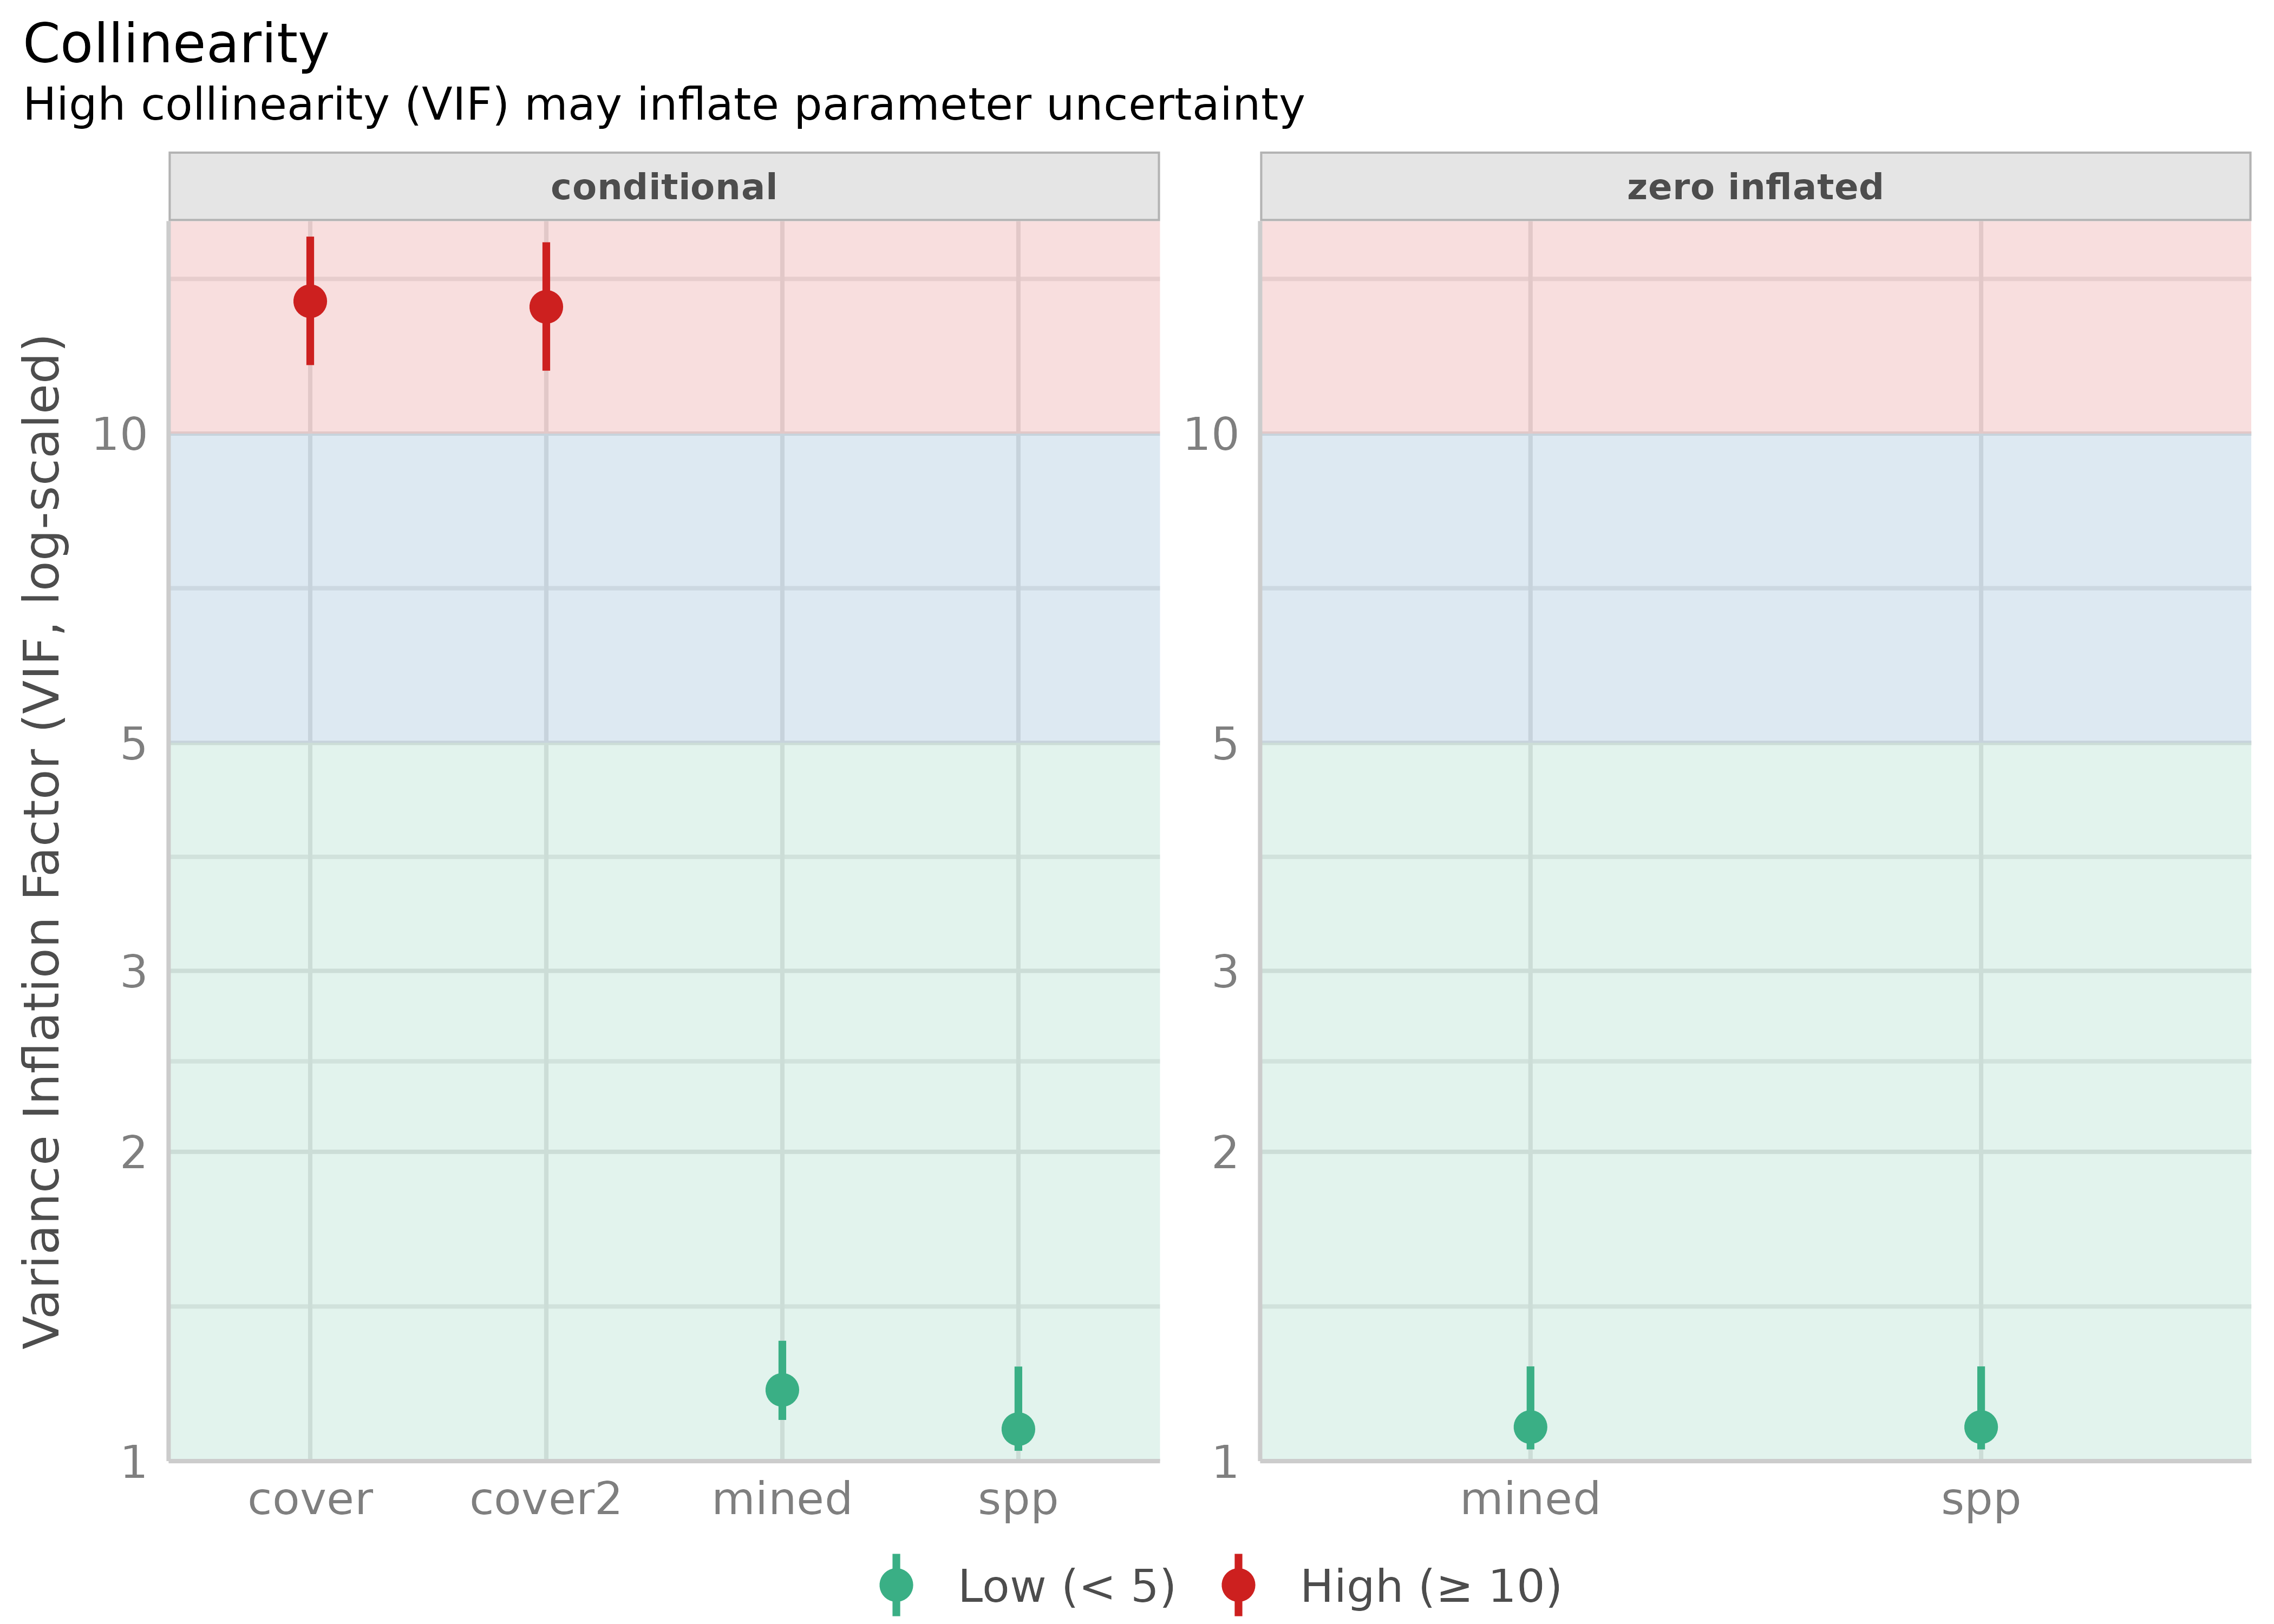 Collinearity
High collinearity (VIF) may inflate parameter uncertainty
conditional
zero inflated
Variance Inflation Factor (VIF, log-scaled)
10
5
3
2
1
10
5
3
2
1
cover cover2 mined spp
mined spp
Low (< 5) High (≥ 10)